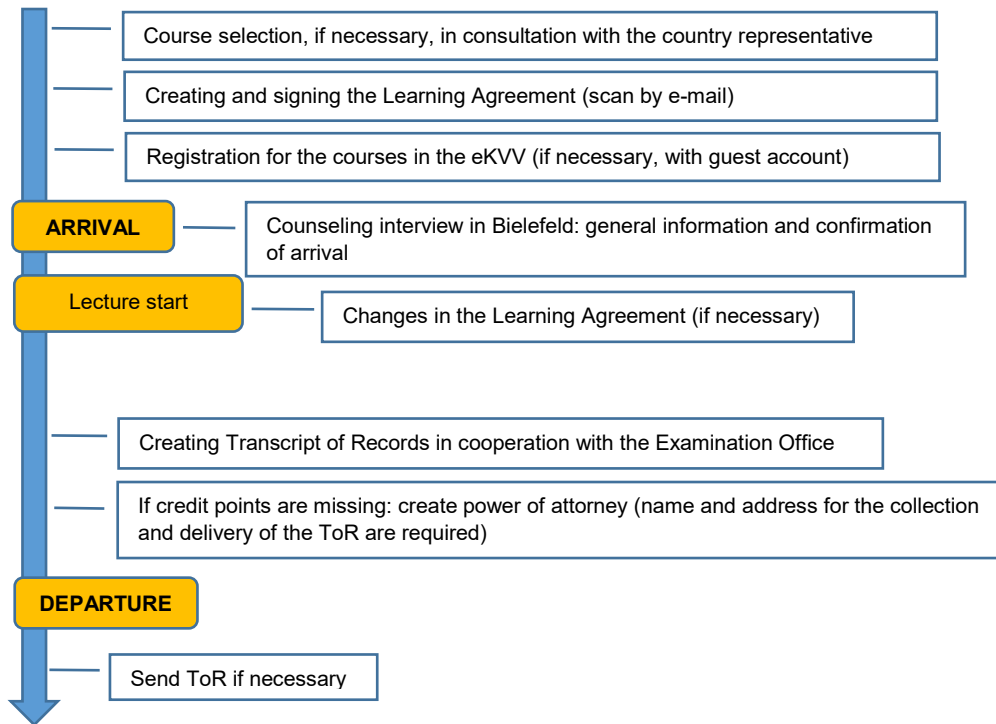 Course selection, if necessary, in consultation with the country representative
Creating and signing the Learning Agreement (scan by e-mail)
Registration for the courses in the eKVV (if necessary, with guest account)
ARRIVAL
Counseling interview in Bielefeld: general information and confirmation
of arrival
Lecture start
Changes in the Learning Agreement (if necessary)
Creating Transcript of Records in cooperation with the Examination Office
If credit points are missing: create power of attorney (name and address for the collection
and delivery of the ToR are required)
DEPARTURE
Send ToR if necessary